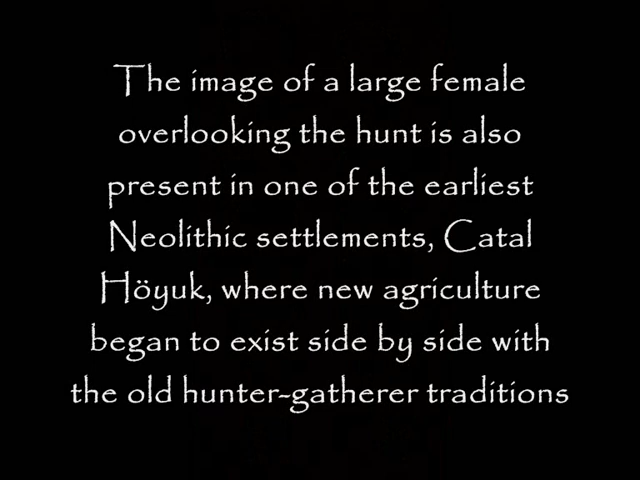 The image of a large female
overlooking the hunt is also
present in one of the earliest
Neolithic settlements, Catal
Höyuk, where new agriculture
began to exist side by side with
the old hunter-gatherer traditions